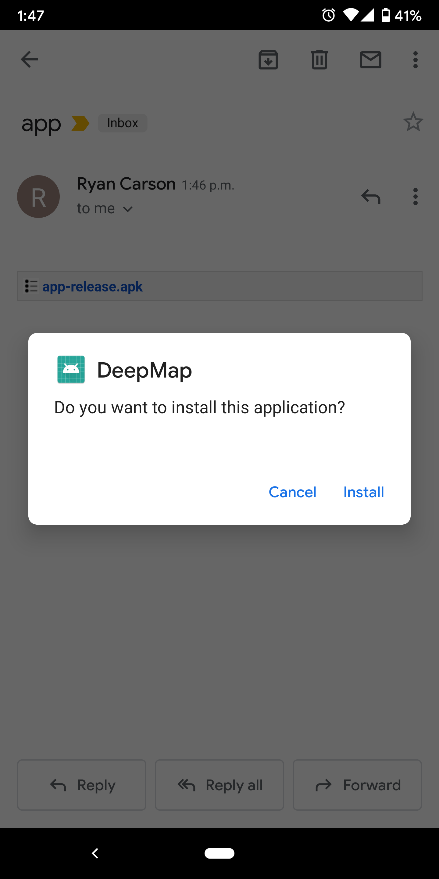 1:47
41%
app
Inbox
R
Ryan Carson 1:46 p.m.
to me
app-release.apk
DeepMap
Do you want to install this application?
Cancel
Install
Reply
Reply all
Forward